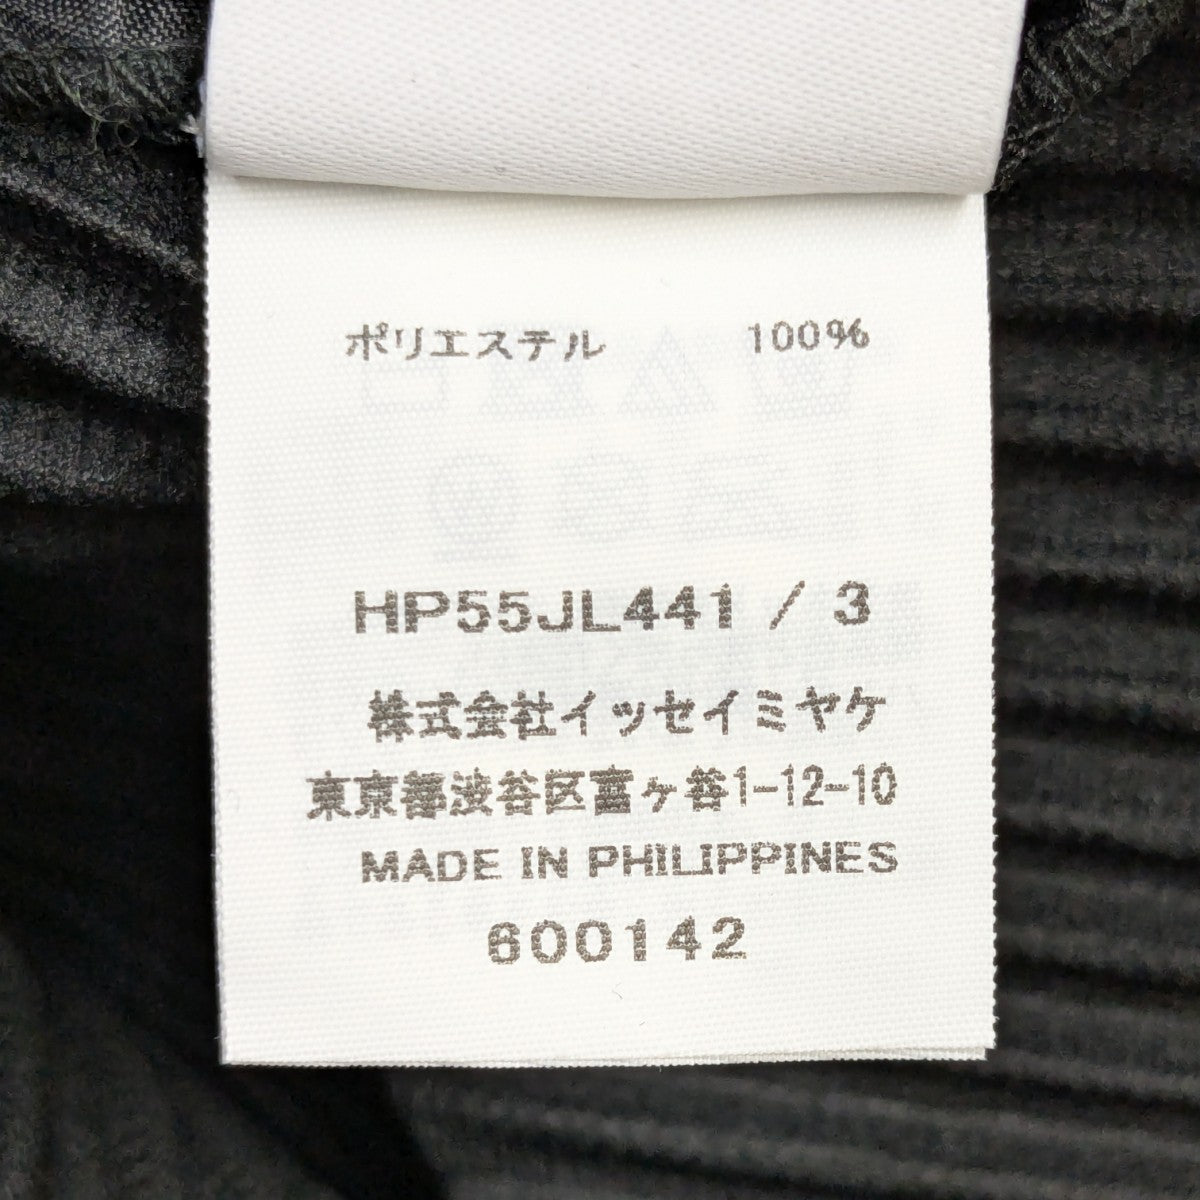 ポリエステル 100%
HP55JL441 / 3
株式会社イッセイミヤケ
東京都渋谷区富ヶ谷1-12-10
MADE IN PHILIPPINES
600142